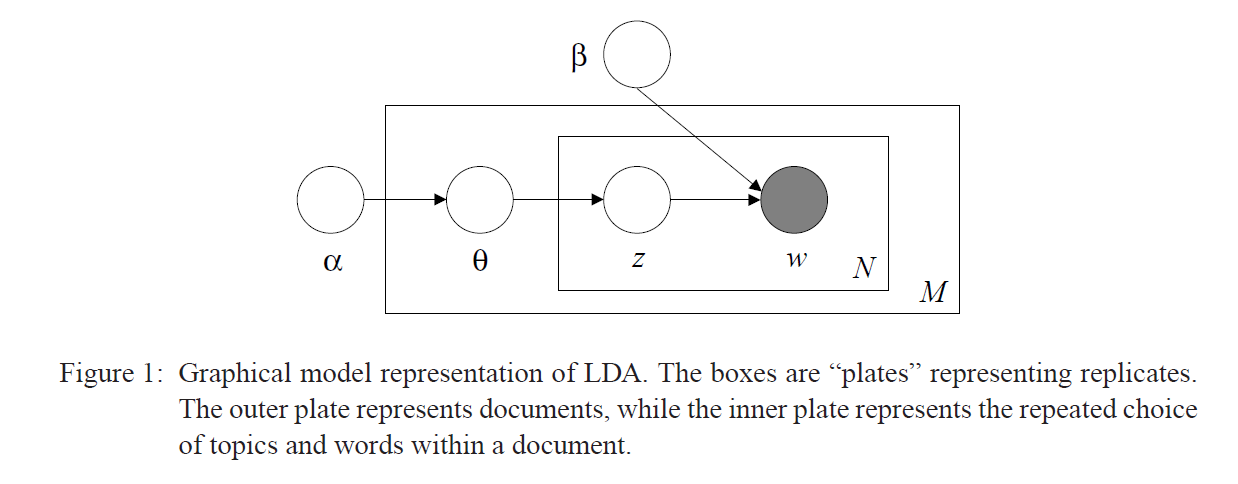 β
α
θ
z
w
N
M
Figure 1: Graphical model representation of LDA. The boxes are “plates” representing replicates.
The outer plate represents documents, while the inner plate represents the repeated choice
of topics and words within a document.